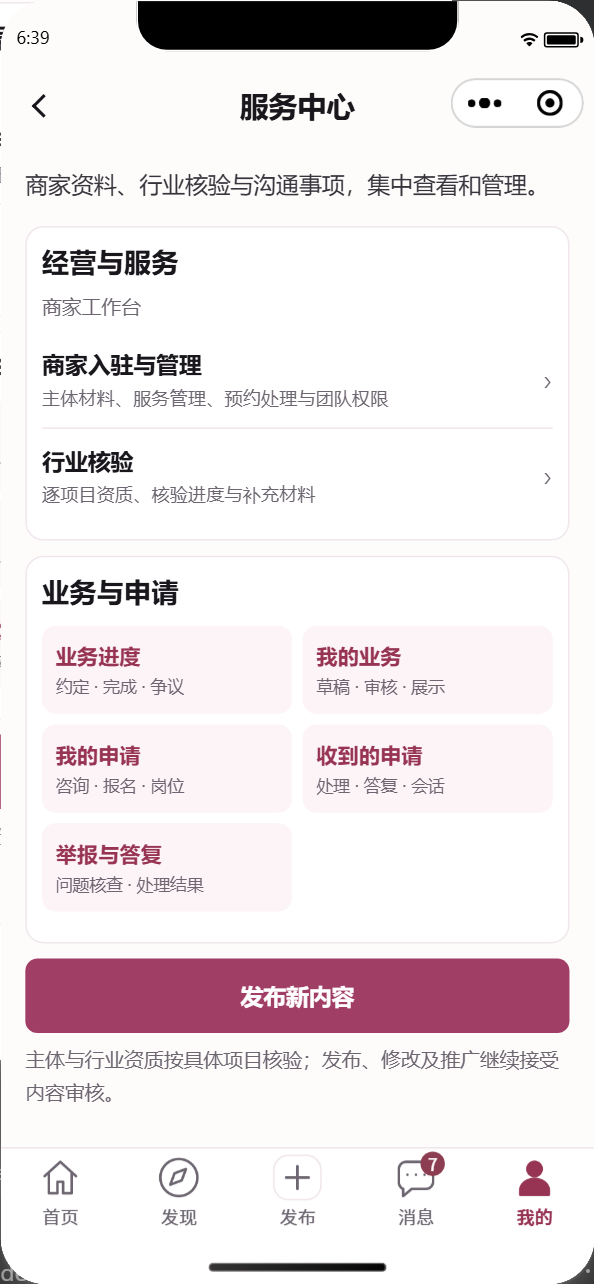 6:39
服务中心
商家资料、行业核验与沟通事项，集中查看和管理。
经营与服务
商家工作台
商家入驻与管理
主体材料、服务管理、预约处理与团队权限
行业核验
逐项目资质、核验进度与补充材料
业务与申请
业务进度
约定 · 完成 · 争议
我的业务
草稿 · 审核 · 展示
我的申请
咨询 · 报名 · 岗位
收到的申请
处理 · 答复 · 会话
举报与答复
问题核查 · 处理结果
发布新内容
主体与行业资质按具体项目核验；发布、修改及推广继续接受
内容审核。
7
首页
发现
发布
消息
我的